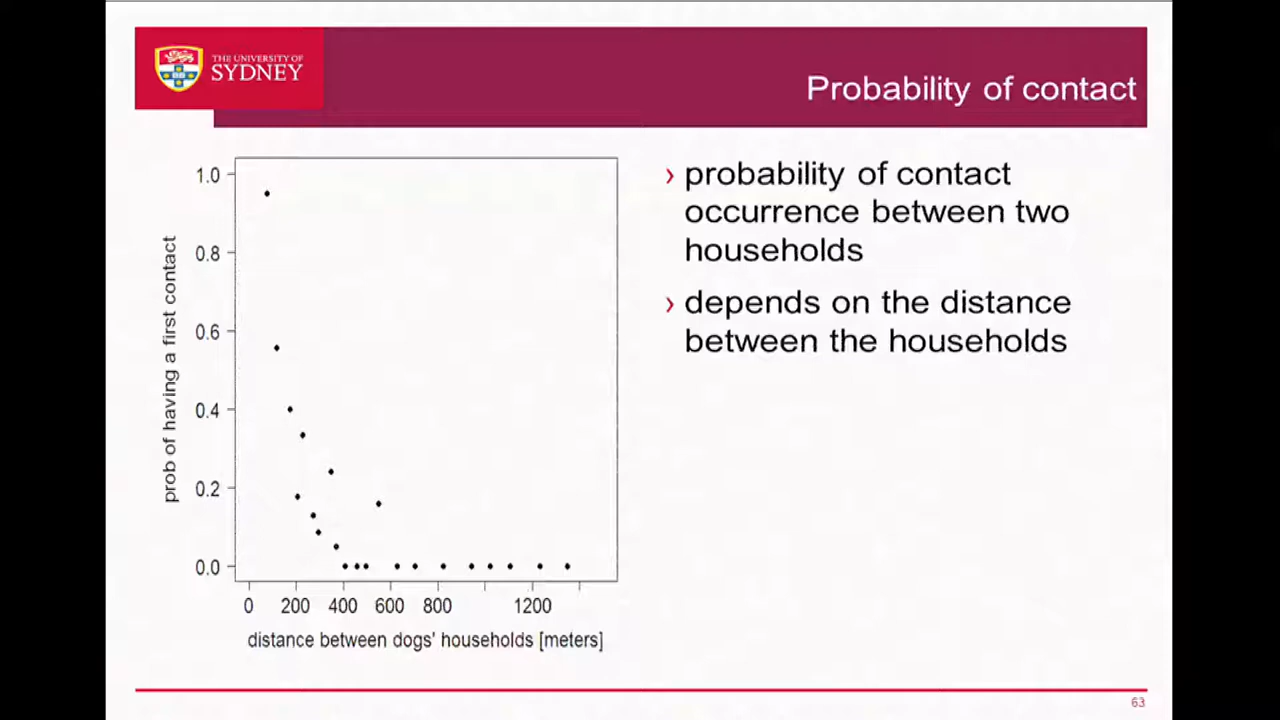 THE UNIVERSITY OF
SYDNEY
Probability of contact
prob of having a first contact
1.0
0.8
0.6
0.4
0.2
0.0
0 200 400 600 800 1200
distance between dogs' households [meters]
› probability of contact
occurrence between two
households
› depends on the distance
between the households
63